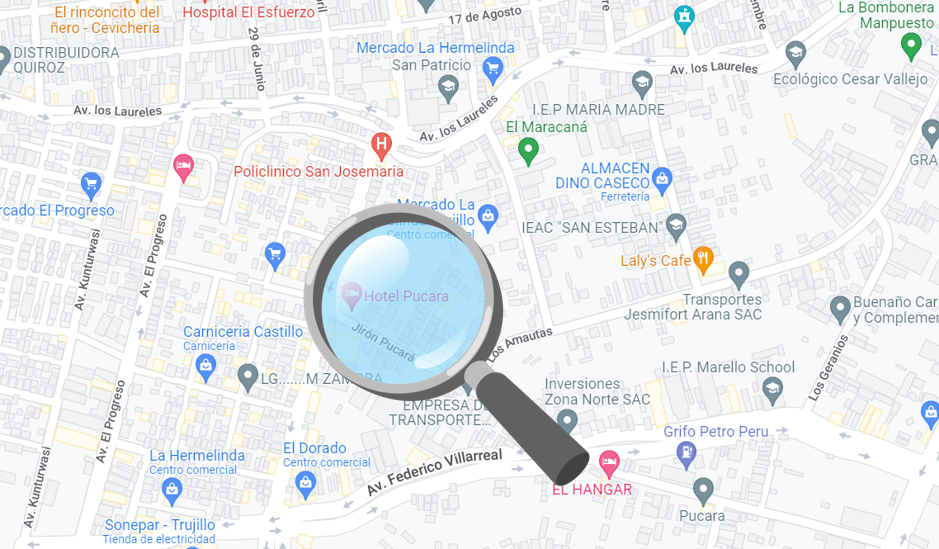 El rinconcito del
ñero - Cevicheria
Hospital El Esfuerzo
17 de Agosto
La Bombonera
Manpuesto
DISTRIBUIDORA
QUIROZ
29 de Junio
Mercado La Hermelinda
San Patricio
Av. los Laureles
Ecológico Cesar Vallejo
Av. los Laureles
Av. los Laureles
I.E.P MARIA MADRE
El Maracaná
GRA
Policlinico San Josemaria
ALMACEN
DINO CASECO
Ferretería
rcado El Progreso
Mercado La
Centro comercial
IEAC "SAN ESTEBAN"
Av. Kunturwasi
Av. El Progreso
Laly's Cafe
Hotel Pucara
Transportes
Jesmifort Arana SAC
Buenaño Car
y Complemen
Carniceria Castillo
Carnicería
Jirón Pucará
Los Amautas
LG.......M ZAMORA
I.E.P. Marello School
Los Geranios
Inversiones
Zona Norte SAC
EMPRESA DE
TRANSPORTE...
Av. El Progreso
Grifo Petro Peru
La Hermelinda
Centro comercial
El Dorado
Centro comercial
Av. Federico Villarreal
Av. Kunturwasi
EL HANGAR
Pucara
Sonepar - Trujillo
Tienda de electricidad